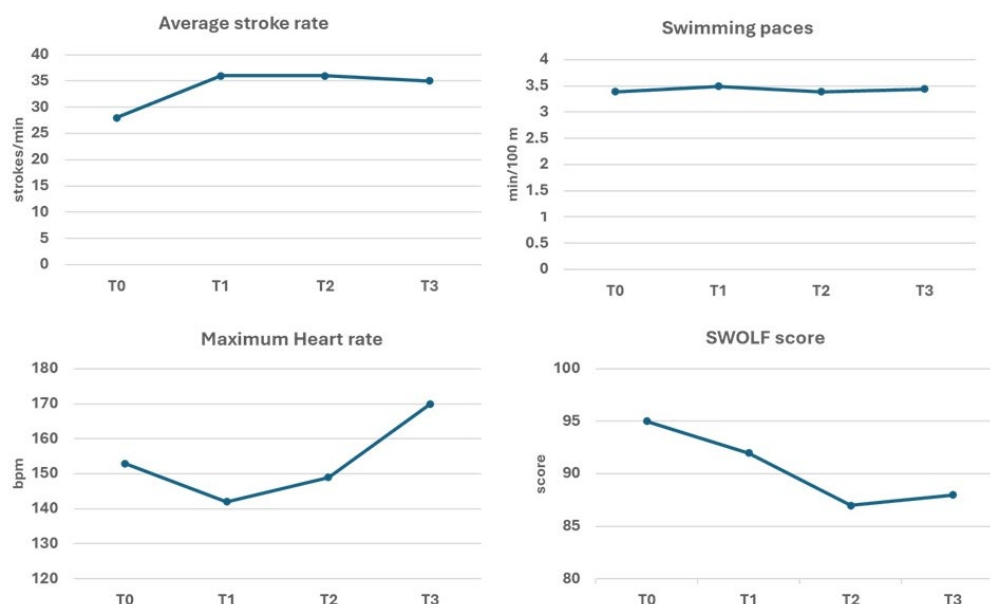 Average stroke rate
40
35
30
25
20
15
10
5
0
strokes/min
T0 T1 T2 T3
Swimming paces
4
3.5
3
2.5
2
1.5
1
0.5
0
min/100 m
T0 T1 T2 T3
Maximum Heart rate
180
170
160
150
140
130
120
bpm
T0 T1 T2 T3
SWOLF score
100
95
90
85
80
score
T0 T1 T2 T3